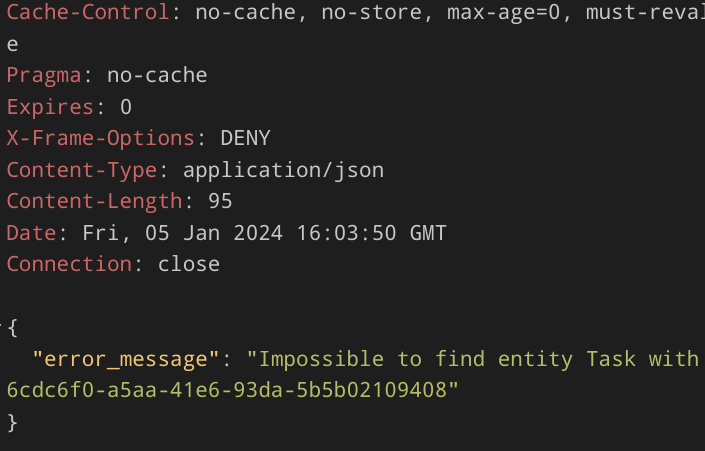 Cache-Control: no-cache, no-store, max-age=0, must-reval
e
Pragma: no-cache
Expires: 0
X-Frame-Options: DENY
Content-Type: application/json
Content-Length: 95
Date: Fri, 05 Jan 2024 16:03:50 GMT
Connection: close
{
"error_message": "Impossible to find entity Task with
6cdc6f0-a5aa-41e6-93da-5b5b02109408"
}